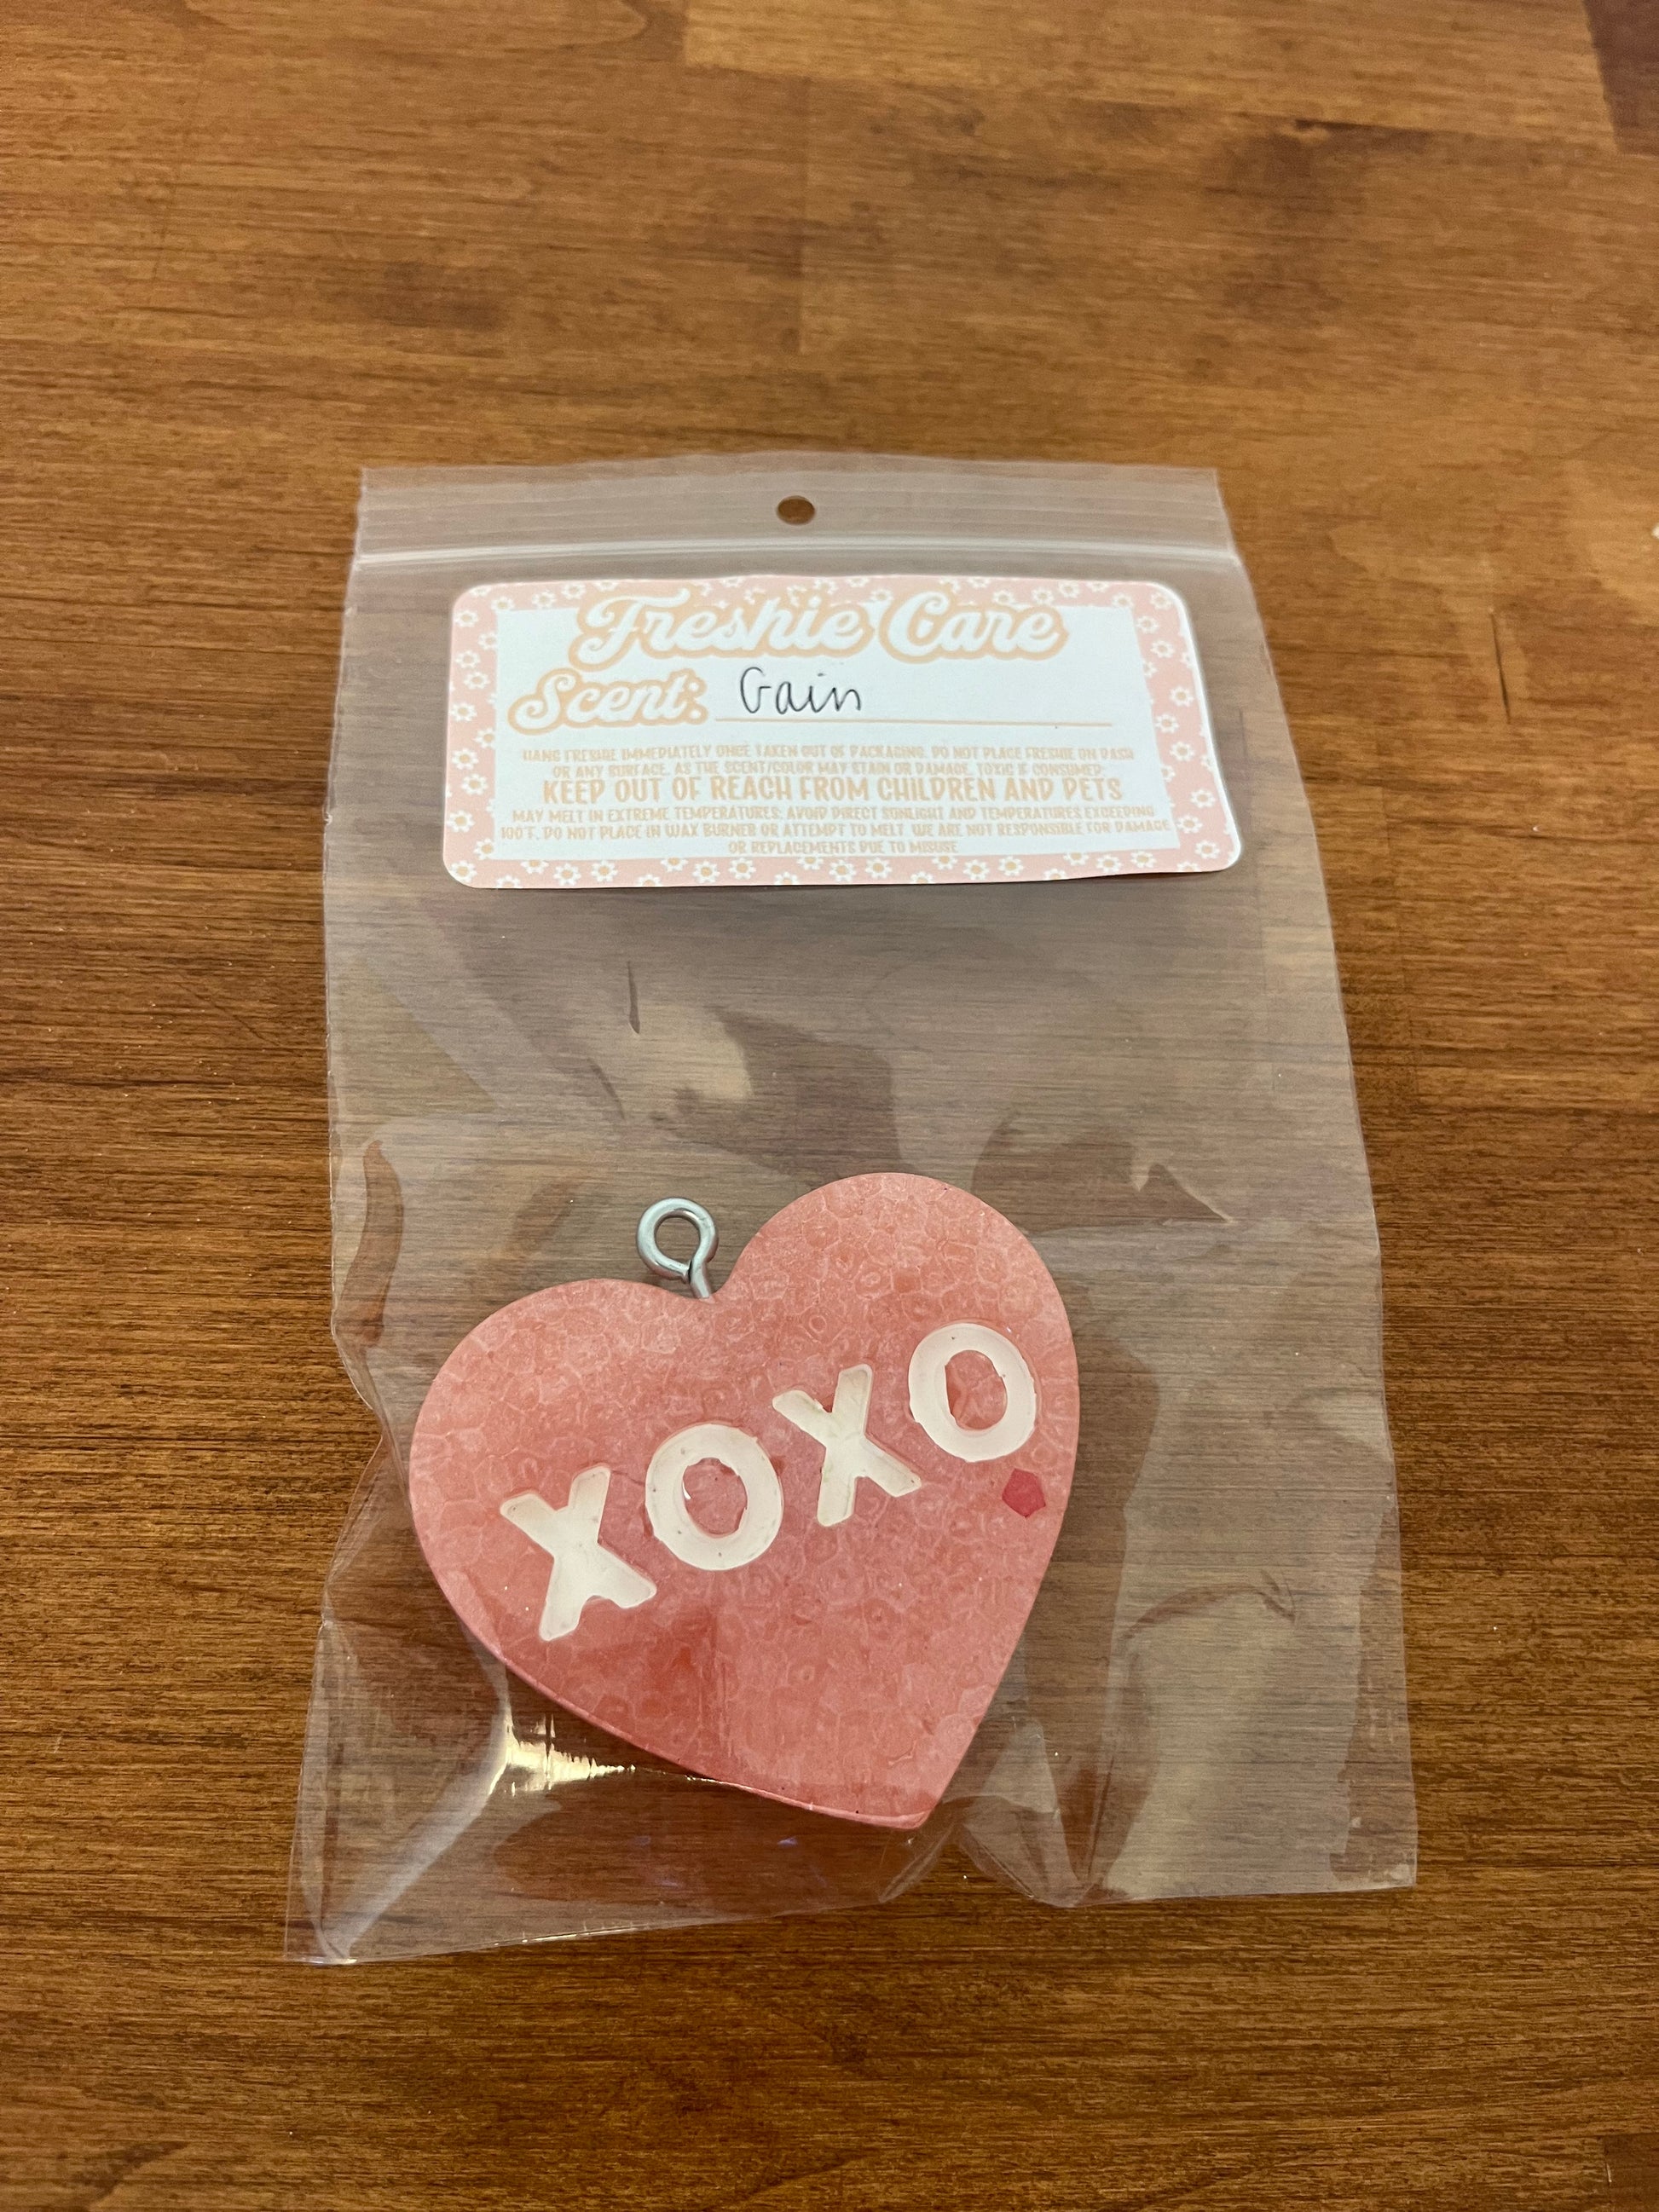 Freshie Care
Scent: Gain
HANG FRESHIE IMMEDIATELY ONCE TAKEN OUT OF PACKAGING. DO NOT PLACE FRESHIE ON DASH
OR ANY SURFACE, AS THE SCENT/COLOR MAY STAIN OR DAMAGE. TOXIC IF CONSUMED.
KEEP OUT OF REACH FROM CHILDREN AND PETS
MAY MELT IN EXTREME TEMPERATURES; AVOID DIRECT SUNLIGHT AND TEMPERATURES EXCEEDING
100°F. DO NOT PLACE IN WAX BURNER OR ATTEMPT TO MELT. WE ARE NOT RESPONSIBLE FOR DAMAGE
OR REPLACEMENTS DUE TO MISUSE.
XOXO